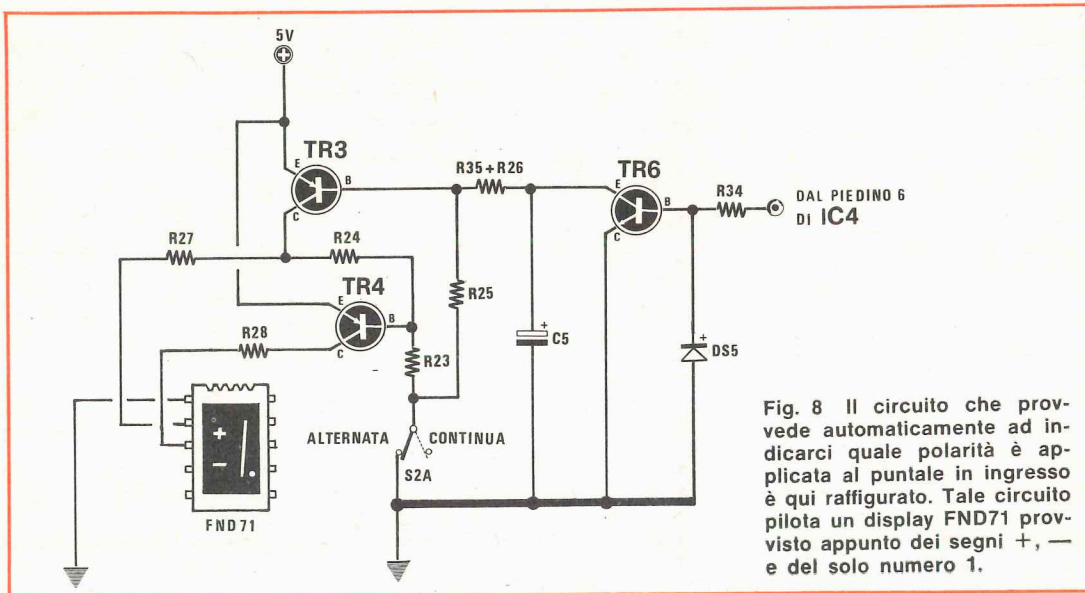 5V
TR3
E
B
C
R35+R26
TR6
E
B
C
R34
DAL PIEDINO 6
DI IC4
R27
R24
TR4
E
B
C
R25
R28
R23
C5
+
+
DS5
ALTERNATA
CONTINUA
S2A
+
−
FND71
Fig. 8 Il circuito che prov-
vede automaticamente ad in-
dicarci quale polarità è ap-
plicata al puntale in ingresso
è qui raffigurato. Tale circuito
pilota un display FND71 prov-
visto appunto dei segni +, —
e del solo numero 1.